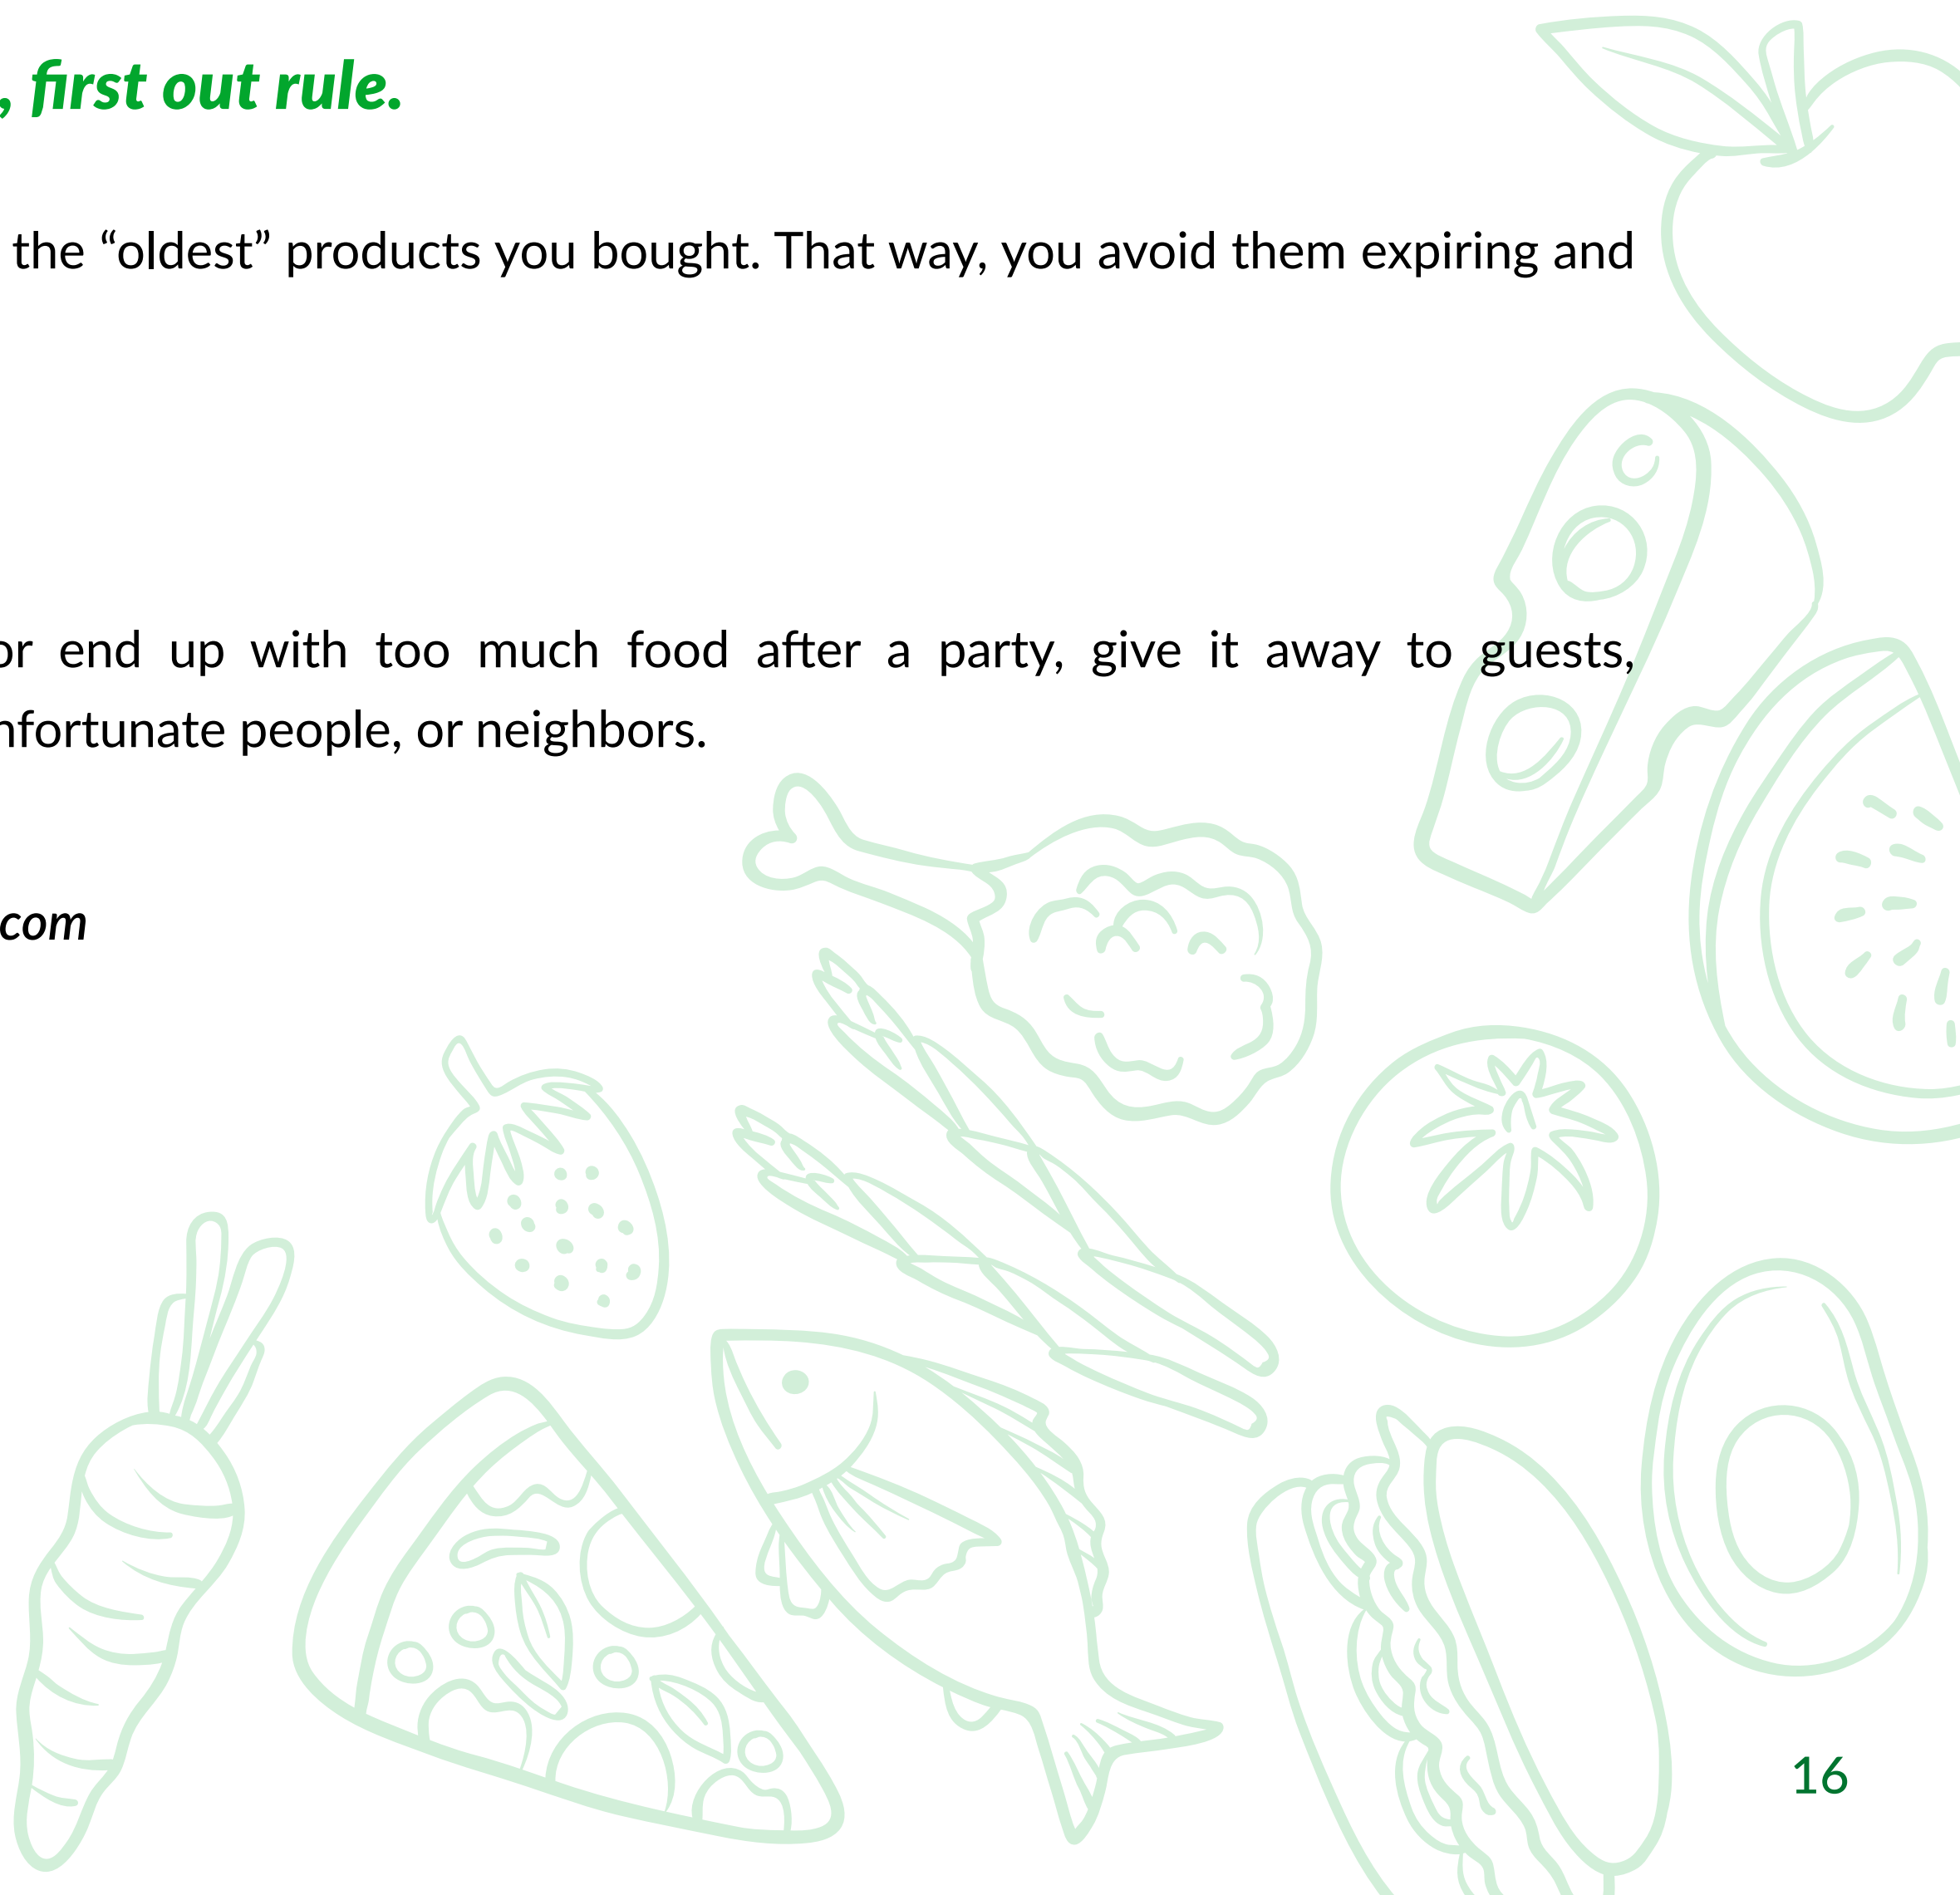 , first out rule.
the “oldest” products you bought. That way, you avoid them expiring and
or end up with too much food after a party, give it away to guests,
nfortunate people, or neighbors.
com
16